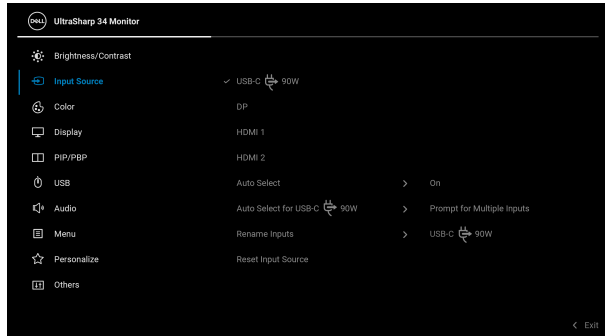 DELL UltraSharp 34 Monitor
Brightness/Contrast
Input Source USB-C 90W
Color DP
Display HDMI 1
PIP/PBP HDMI 2
USB Auto Select > On
Audio Auto Select for USB-C 90W > Prompt for Multiple Inputs
Menu Rename Inputs > USB-C 90W
Personalize Reset Input Source
Others
< Exit